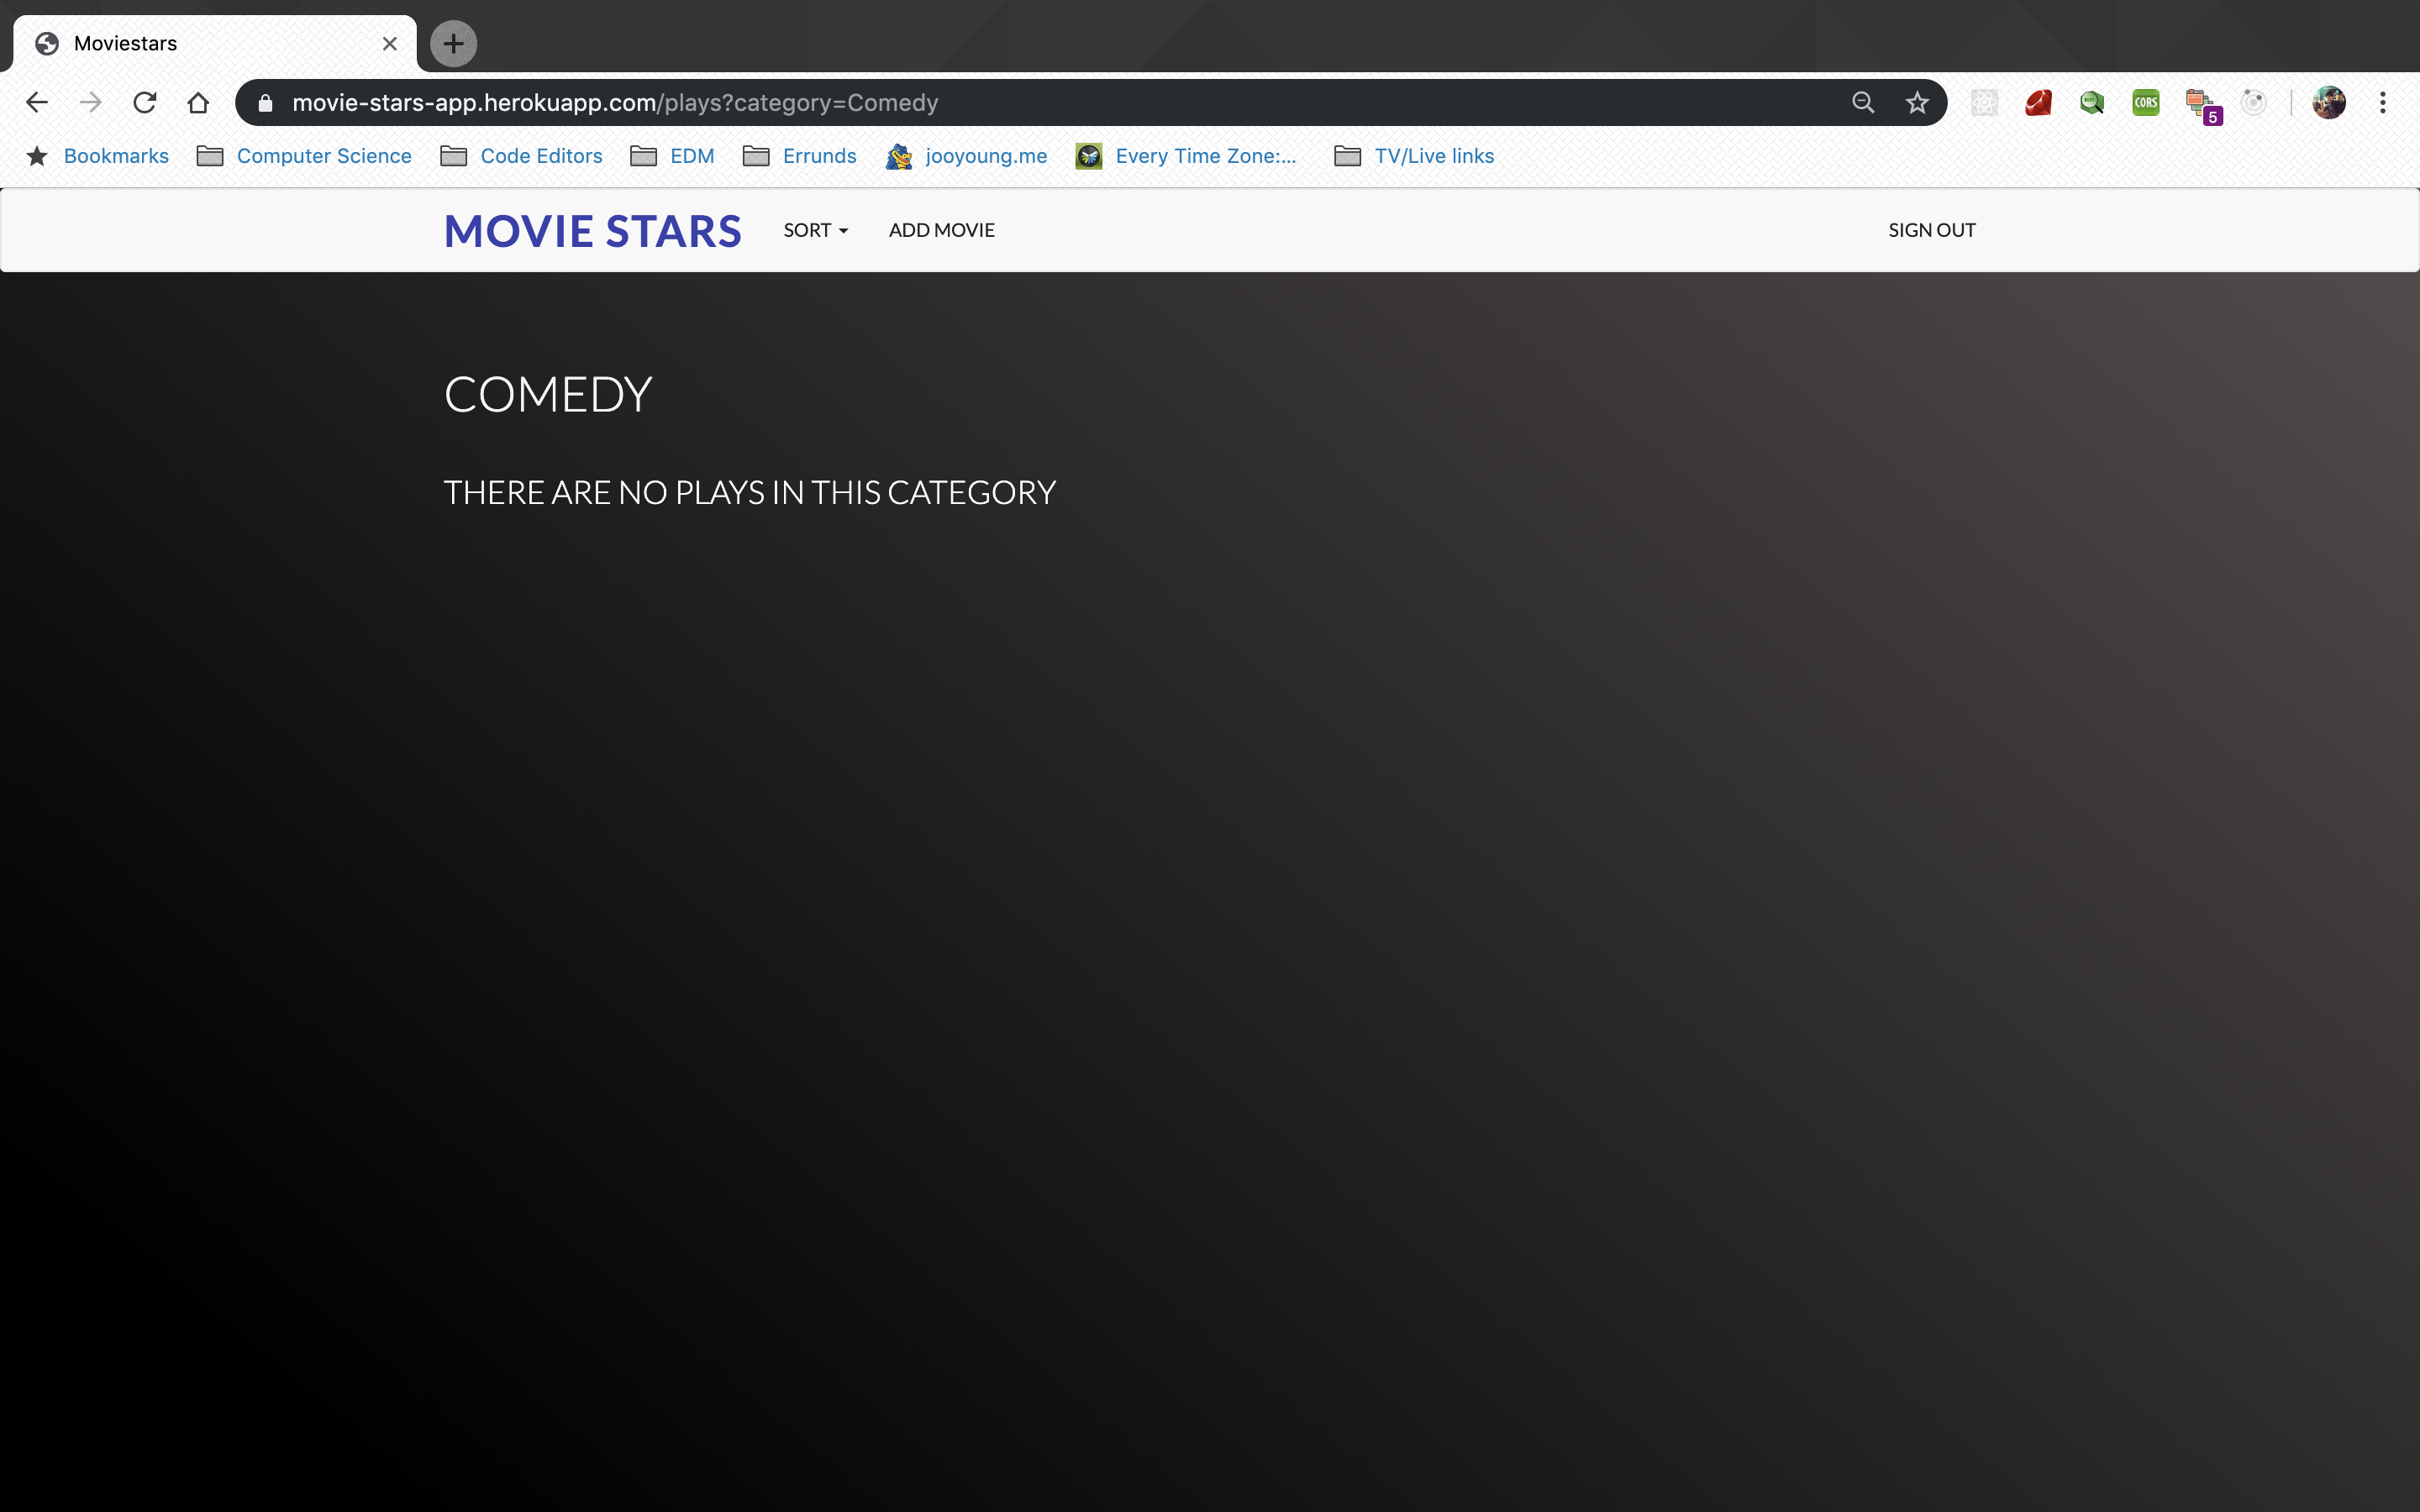 Moviestars
movie-stars-app.herokuapp.com/plays?category=Comedy
CORS
5
Bookmarks Computer Science Code Editors EDM Errunds jooyoung.me Every Time Zone:... TV/Live links
MOVIE STARS SORT ADD MOVIE SIGN OUT
COMEDY
THERE ARE NO PLAYS IN THIS CATEGORY